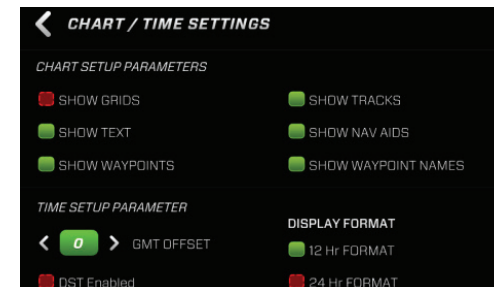 CHART / TIME SETTINGS
CHART SETUP PARAMETERS
SHOW GRIDS
SHOW TRACKS
SHOW TEXT
SHOW NAV AIDS
SHOW WAYPOINTS
SHOW WAYPOINT NAMES
TIME SETUP PARAMETER
DISPLAY FORMAT
0 GMT OFFSET
12 Hr FORMAT
DST Enabled
24 Hr FORMAT